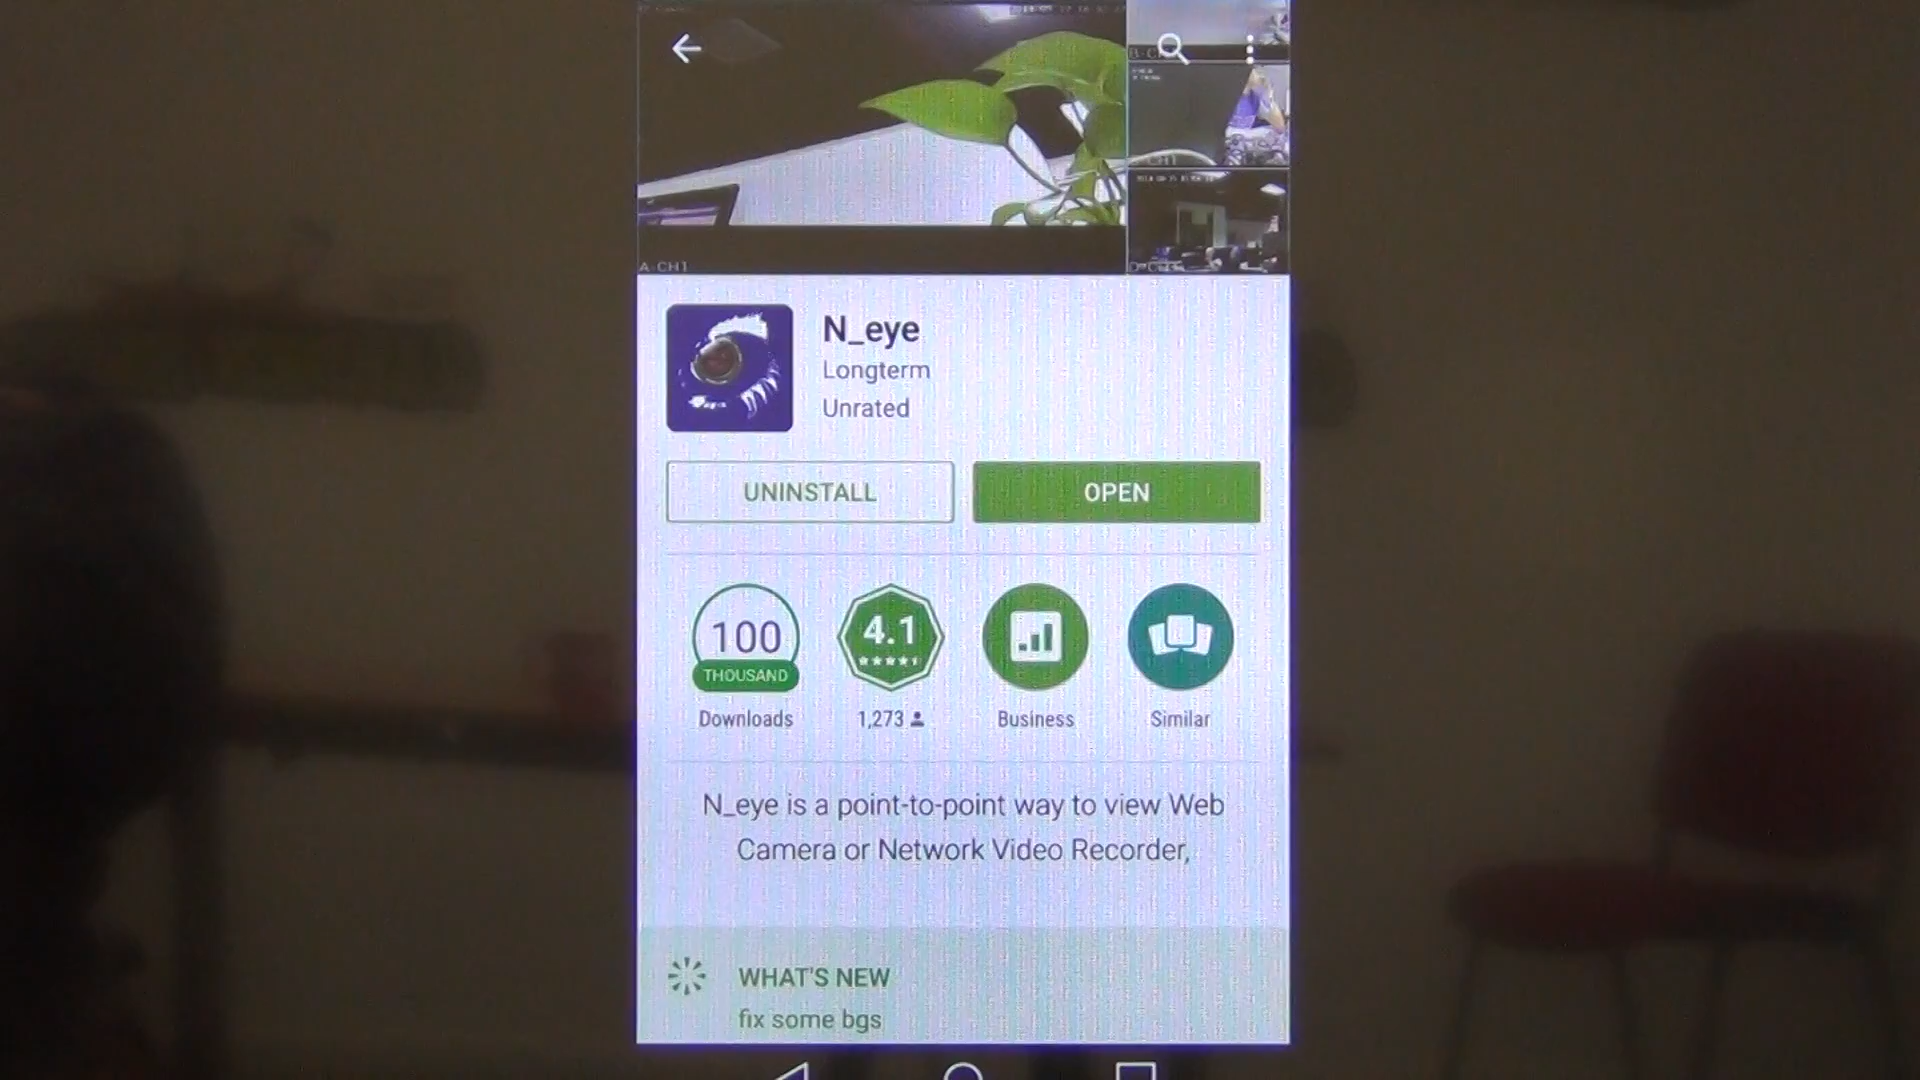 A-CH1
N_eye
Longterm
Unrated
UNINSTALL
OPEN
100
THOUSAND
4.1
Downloads
1,273
Business
Similar
N_eye is a point-to-point way to view Web
Camera or Network Video Recorder,
WHAT'S NEW
fix some bgs